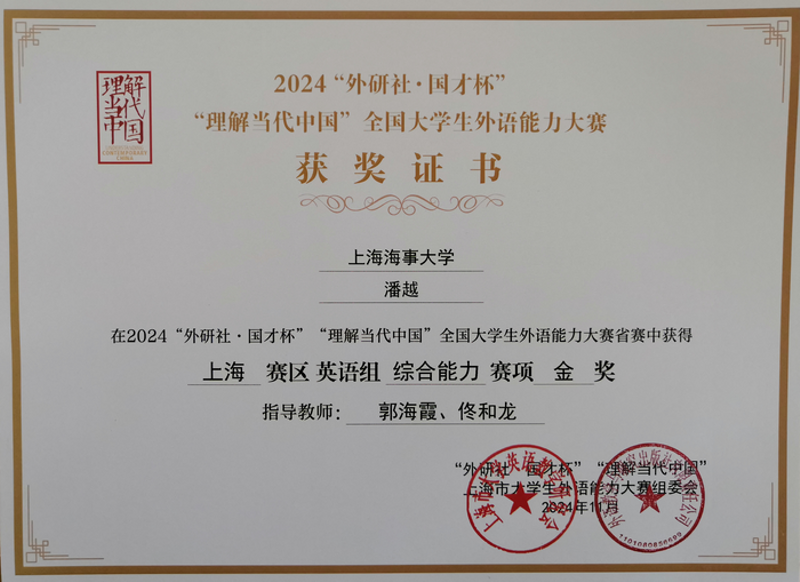 理解
当代
中国
CONTEMPORARY
CHINA
2024“外研社·国才杯”
“理解当代中国”全国大学生外语能力大赛
获奖证书
上海海事大学
潘越
在2024“外研社·国才杯”“理解当代中国”全国大学生外语能力大赛省赛中获得
上海 赛区 英语组 综合能力 赛项 金 奖
指导教师： 郭海霞、佟和龙
“外研社·国才杯”“理解当代中国”
上海市大学生外语能力大赛组委会
2024年11月